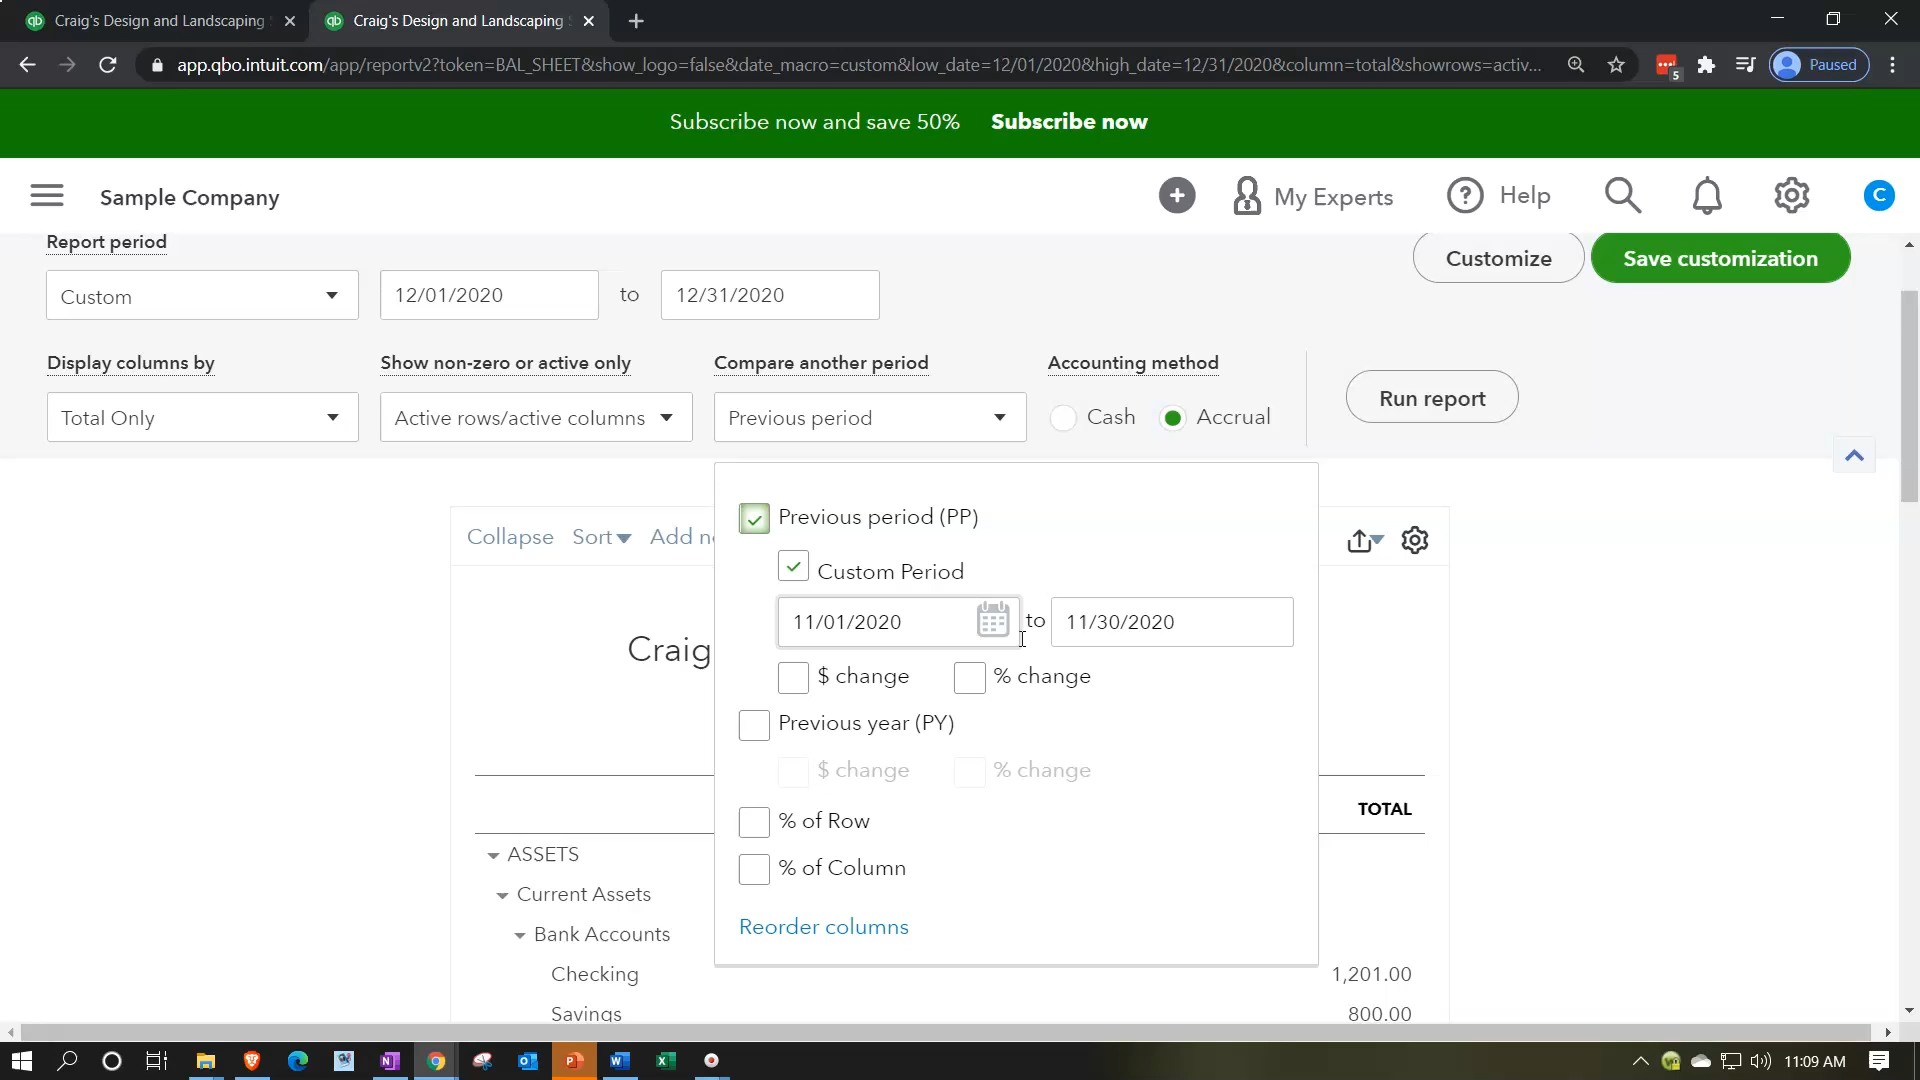 Craig's Design and Landscaping
Craig's Design and Landscaping
app.qbo.intuit.com/app/reportv2?token=BAL_SHEET&show_logo=false&date_macro=custom&low_date=12/01/2020&high_date=12/31/2020&column=total&showrows=activ...
5
Paused
Subscribe now and save 50% Subscribe now
Sample Company
My Experts
Help
C
Report period
Customize
Save customization
Custom
12/01/2020 to 12/31/2020
Display columns by
Show non-zero or active only
Compare another period
Accounting method
Total Only
Active rows/active columns
Previous period
Cash
Accrual
Run report
Previous period (PP)
Collapse Sort Add n
Custom Period
11/01/2020 to 11/30/2020
Craig
$ change % change
Previous year (PY)
$ change % change
TOTAL
% of Row
ASSETS
% of Column
Current Assets
Reorder columns
Bank Accounts
Checking 1,201.00
Savings 800.00
11:09 AM